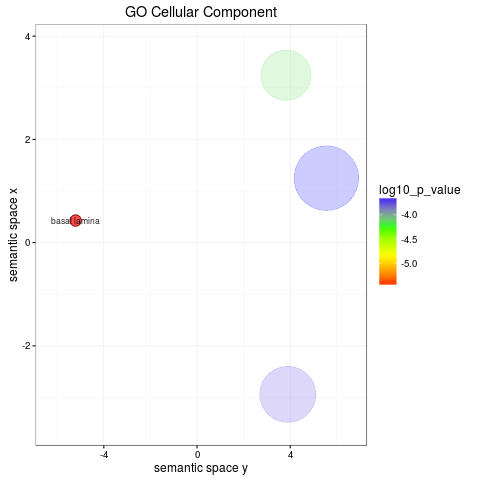 GO Cellular Component
4
2
0
-2
semantic space x
basal lamina
-4
0
4
semantic space y
log10_p_value
-4.0
-4.5
-5.0